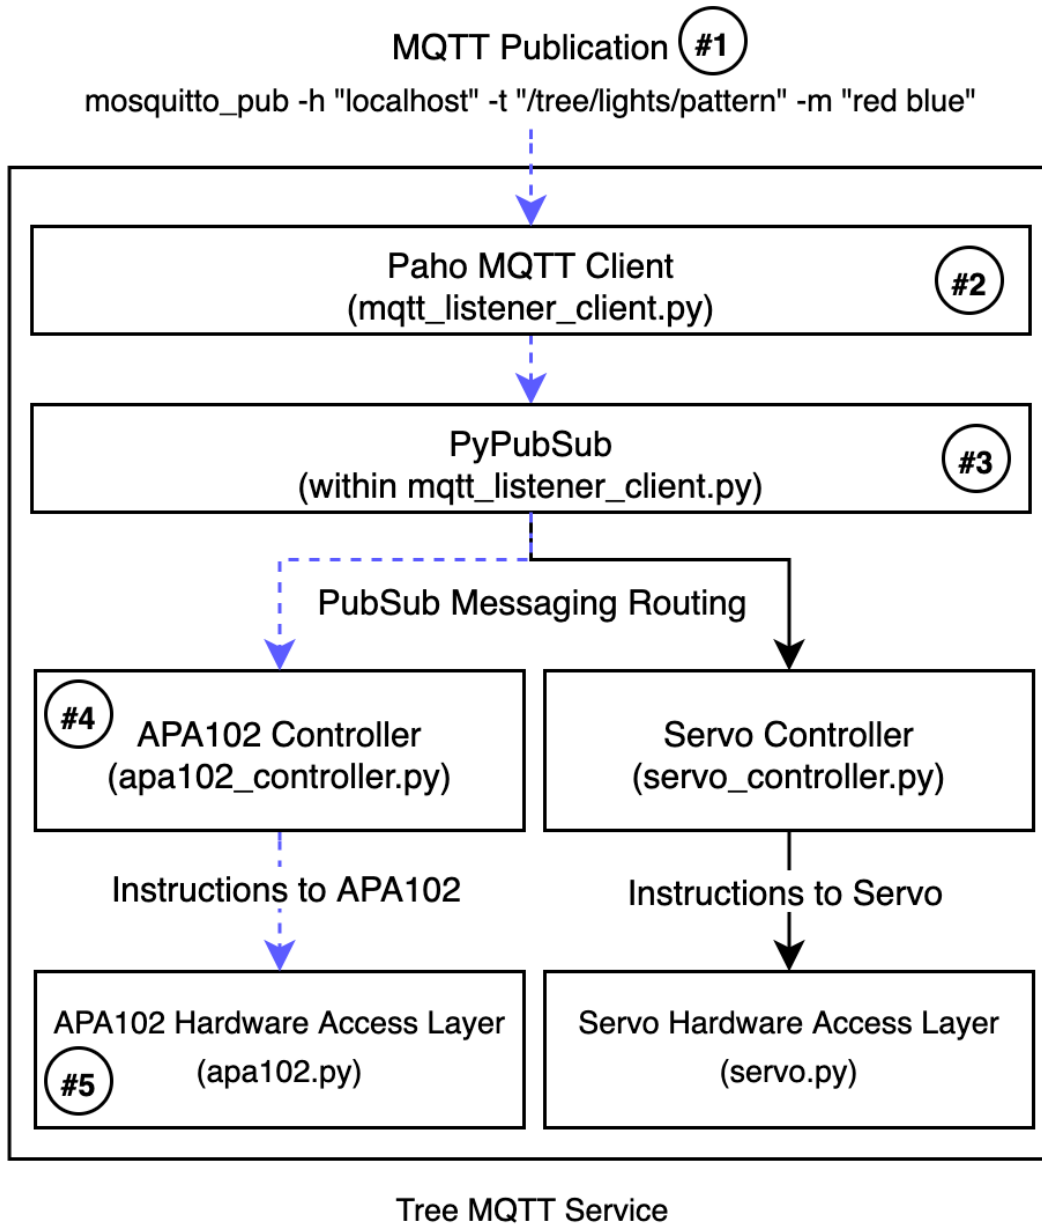 MQTT Publication #1
mosquitto_pub -h "localhost" -t "/tree/lights/pattern" -m "red blue"
Paho MQTT Client
(mqtt_listener_client.py)
#2
PyPubSub
(within mqtt_listener_client.py)
#3
PubSub Messaging Routing
#4
APA102 Controller
(apa102_controller.py)
Servo Controller
(servo_controller.py)
Instructions to APA102
Instructions to Servo
APA102 Hardware Access Layer
(apa102.py)
#5
Servo Hardware Access Layer
(servo.py)
Tree MQTT Service